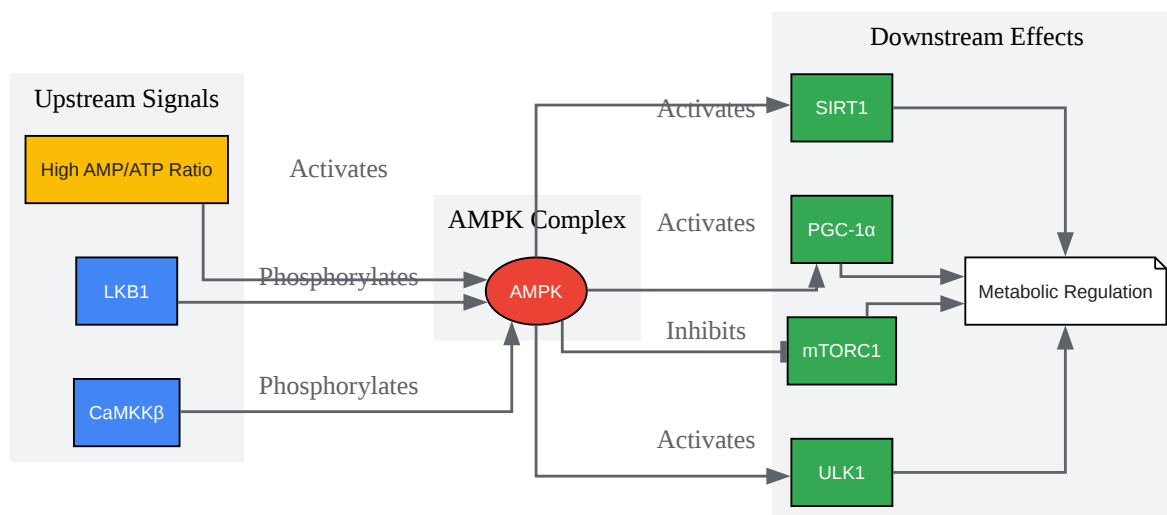 Upstream Signals
High AMP/ATP Ratio
LKB1
CaMKKβ
Activates
Phosphorylates
Phosphorylates
AMPK Complex
AMPK
Activates
Activates
Inhibits
Activates
Downstream Effects
SIRT1
PGC-1α
mTORC1
ULK1
Metabolic Regulation